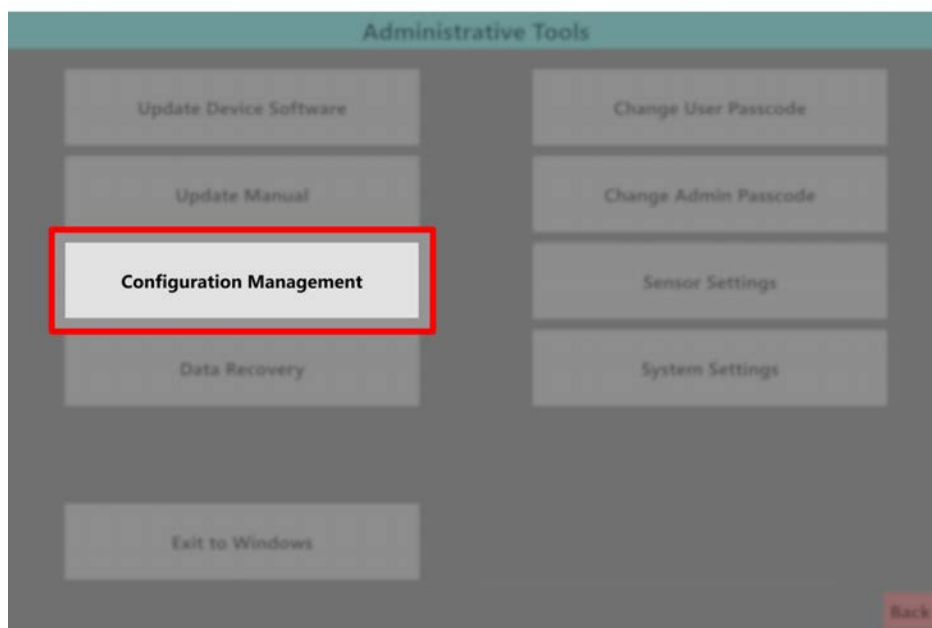 Administrative Tools
Update Device Software
Change User Passcode
Update Manual
Change Admin Passcode
Configuration Management
Sensor Settings
Data Recovery
System Settings
Exit to Windows
Back